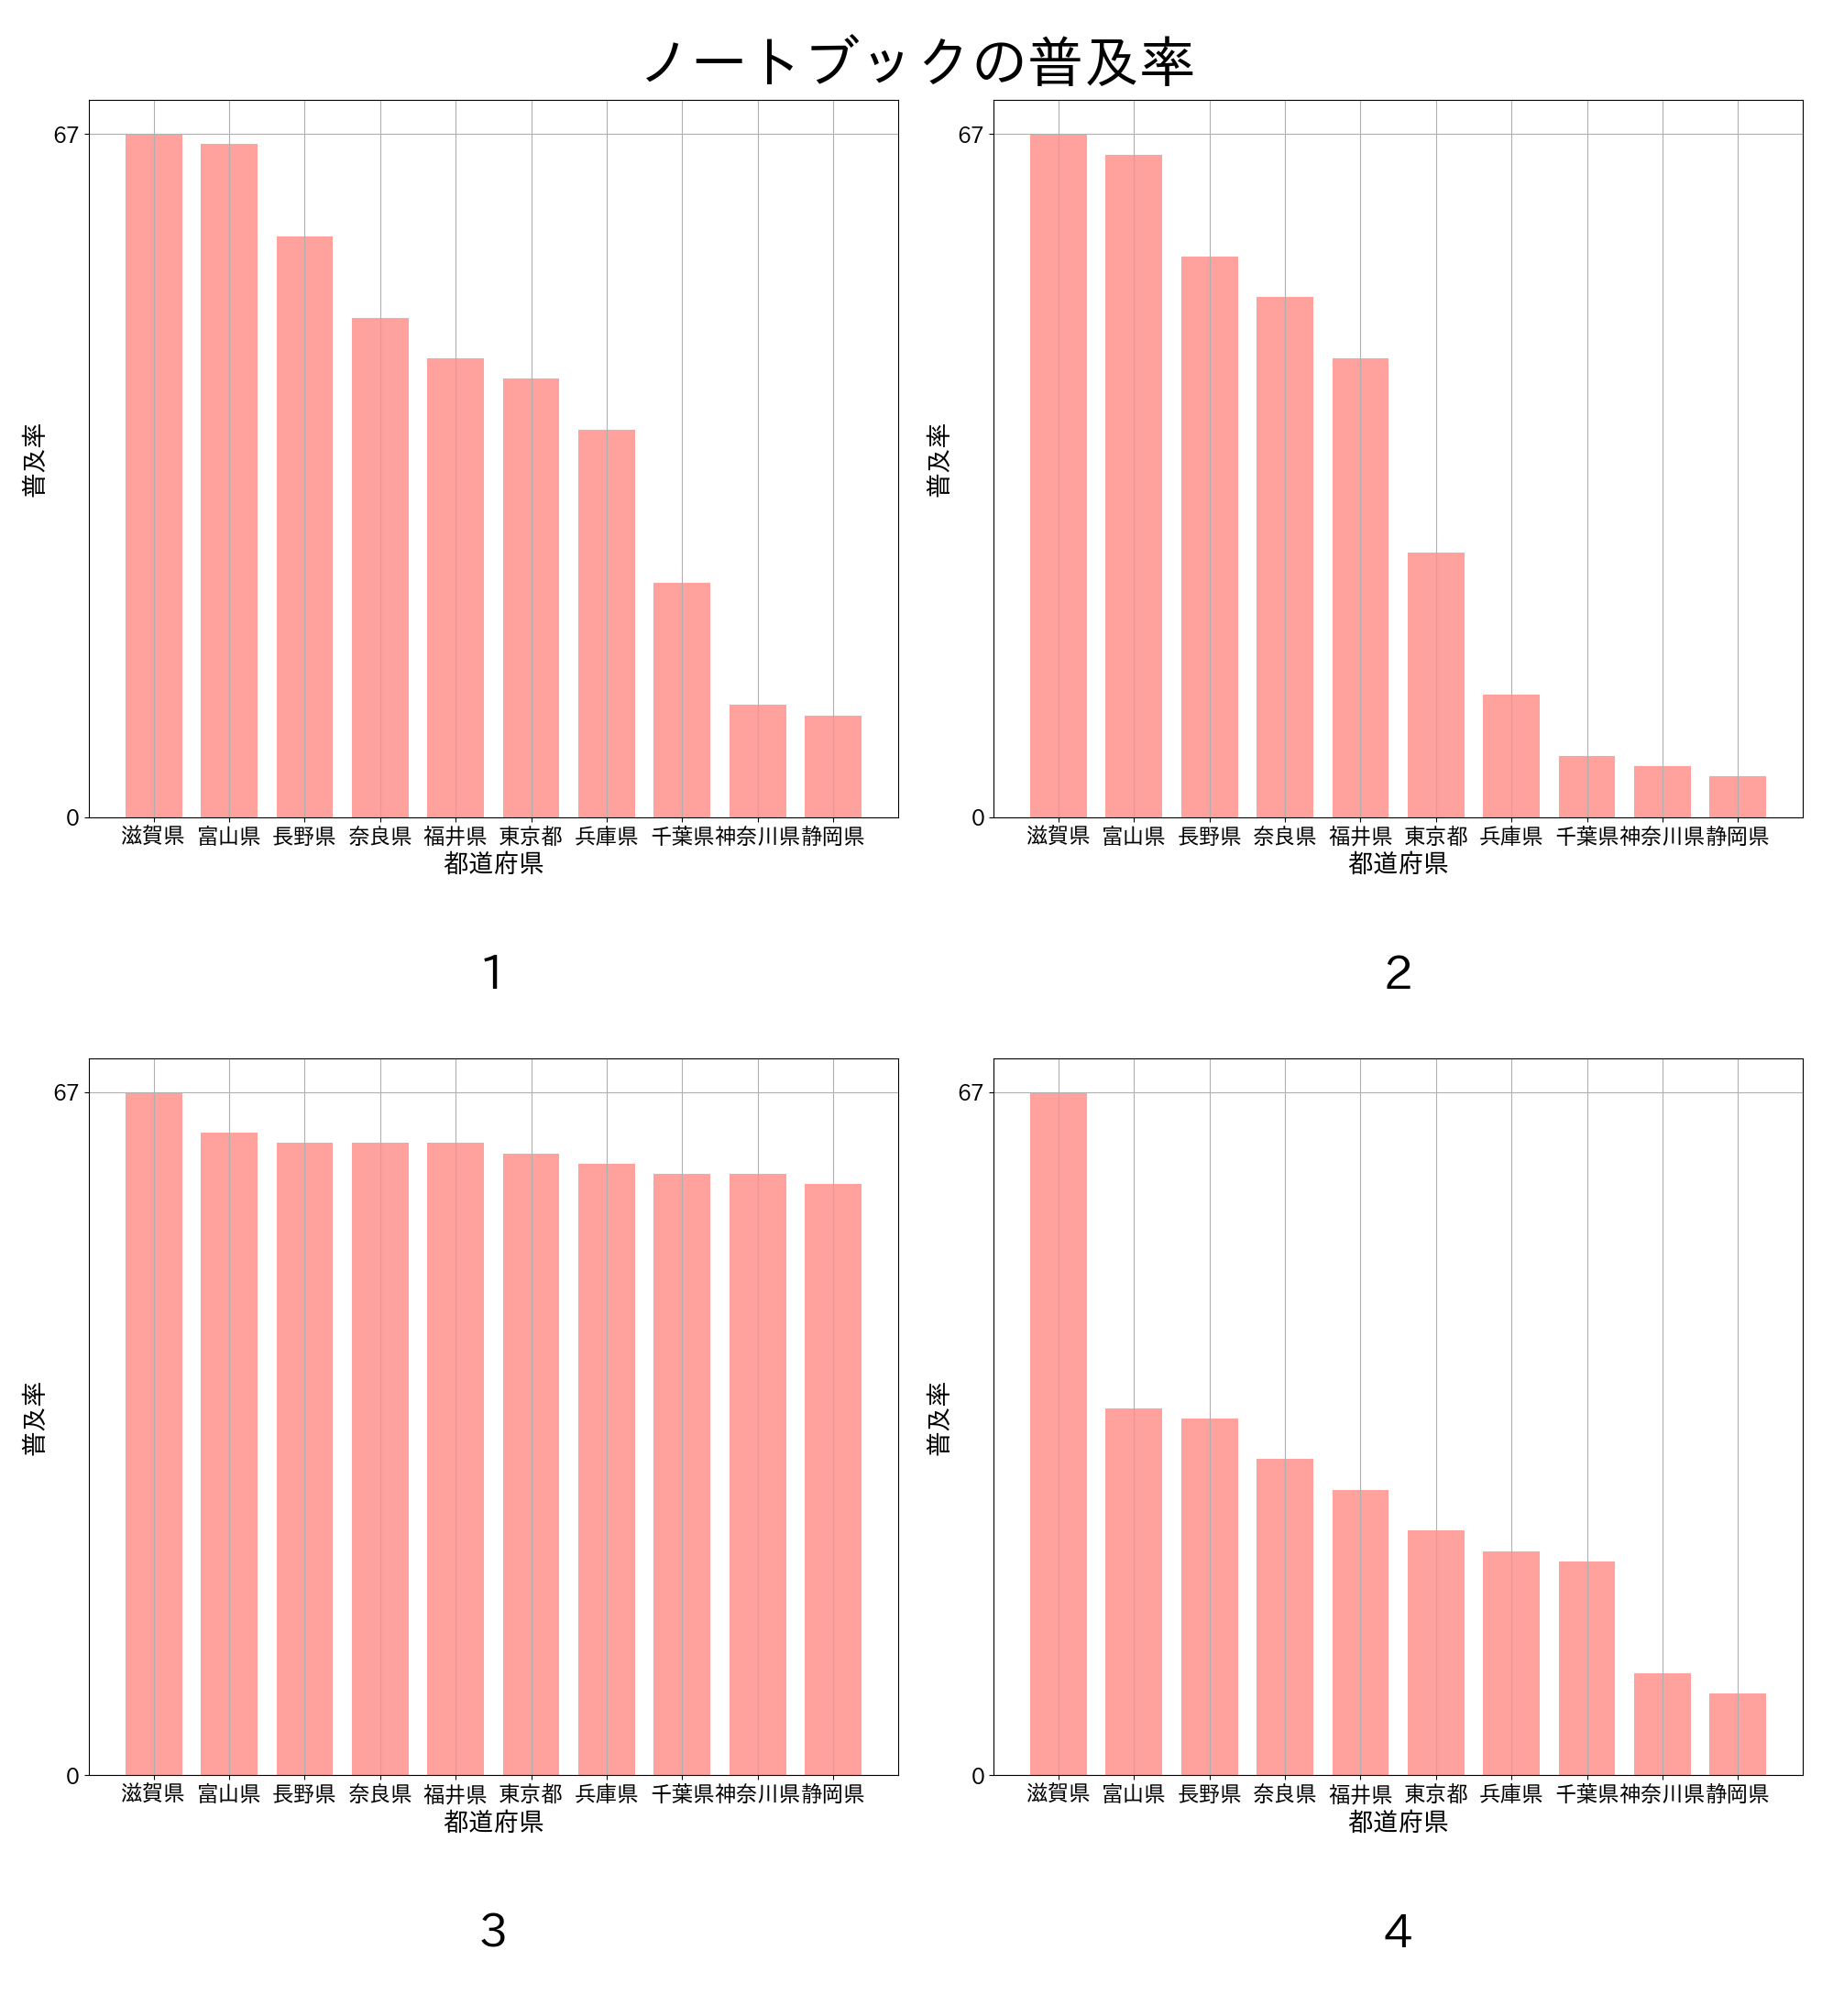 ノートブックの普及率
67
0
普及率
滋賀県 富山県 長野県 奈良県 福井県 東京都 兵庫県 千葉県 神奈川県 静岡県
都道府県
1
67
0
普及率
滋賀県 富山県 長野県 奈良県 福井県 東京都 兵庫県 千葉県 神奈川県 静岡県
都道府県
2
67
0
普及率
滋賀県 富山県 長野県 奈良県 福井県 東京都 兵庫県 千葉県 神奈川県 静岡県
都道府県
3
67
0
普及率
滋賀県 富山県 長野県 奈良県 福井県 東京都 兵庫県 千葉県 神奈川県 静岡県
都道府県
4